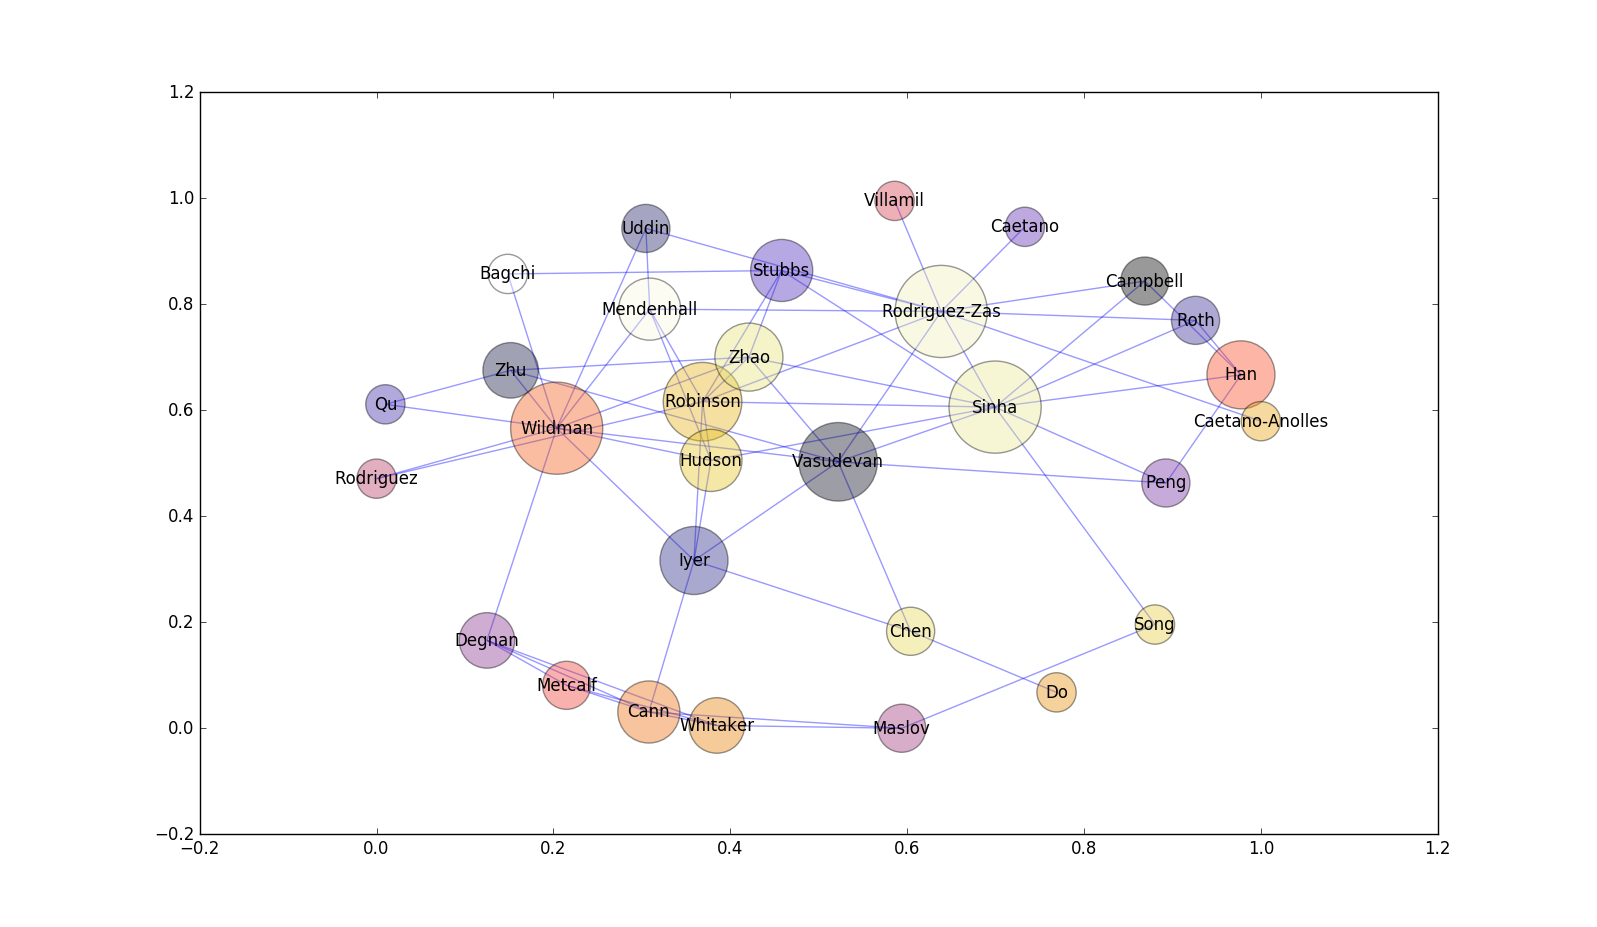 1.2
1.0
0.8
0.6
0.4
0.2
0.0
−0.2
−0.2
0.0
0.2
0.4
0.6
0.8
1.0
1.2
Villamil
Caetano
Uddin
Stubbs
Bagchi
Campbell
Mendenhall
Rodriguez-Zas
Roth
Zhao
Zhu
Han
Qu
Robinson
Sinha
Caetano-Anolles
Wildman
Hudson
Vasudevan
Rodriguez
Peng
Iyer
Chen
Song
Degnan
Metcalf
Do
Cann
Whitaker
Maslov